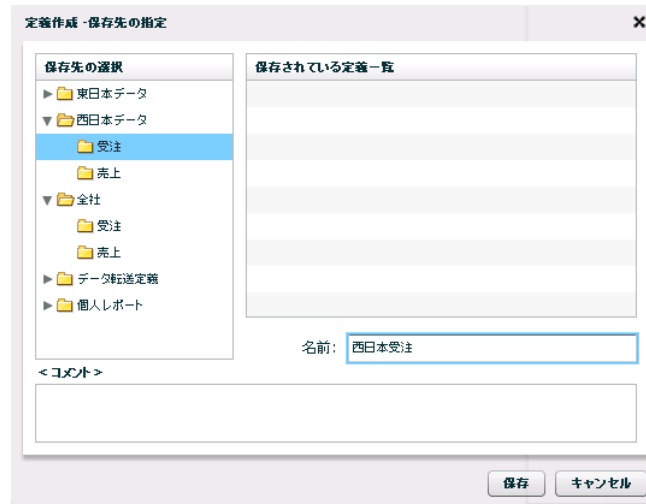 定義作成 -保存先の指定
保存先の選択
東日本データ
西日本データ
受注
売上
全社
受注
売上
データ転送定義
個人レポート
保存されている定義一覧
名前:
西日本受注
<コメント>
保存
キャンセル